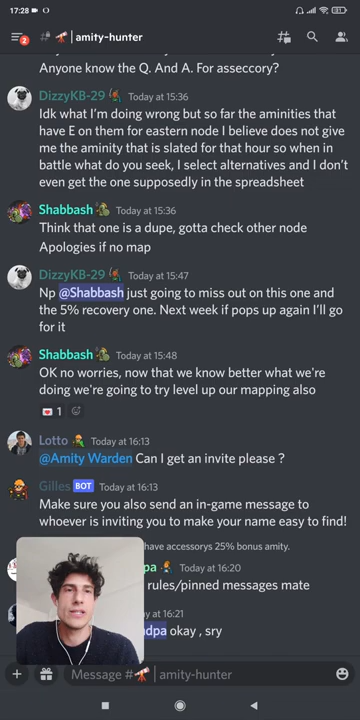 17:28
2
# | amity-hunter
Anyone know the Q. And A. For asseccory?
DizzyKB-29 Today at 15:36
Idk what I'm doing wrong but so far the aminities that
have E on them for eastern node I believe does not give
me the aminity that is slated for that hour so when in
battle what do you seek, I select alternatives and I don't
even get the one supposedly in the spreadsheet
Shabbash Today at 15:36
Think that one is a dupe, gotta check other node
Apologies if no map
DizzyKB-29 Today at 15:47
Np @Shabbash just going to miss out on this one and
the 5% recovery one. Next week if pops up again I'll go
for it
Shabbash Today at 15:48
OK no worries, now that we know better what we're
doing we're going to try level up our mapping also
1
Lotto Today at 16:13
@Amity Warden Can I get an invite please ?
Gilles BOT Today at 16:13
Make sure you also send an in-game message to
whoever is inviting you to make your name easy to find!
have accessorys 25% bonus amity.
pa Today at 16:20
rules/pinned messages mate
ay at 16:21
dpa okay , sry
Message # | amity-hunter